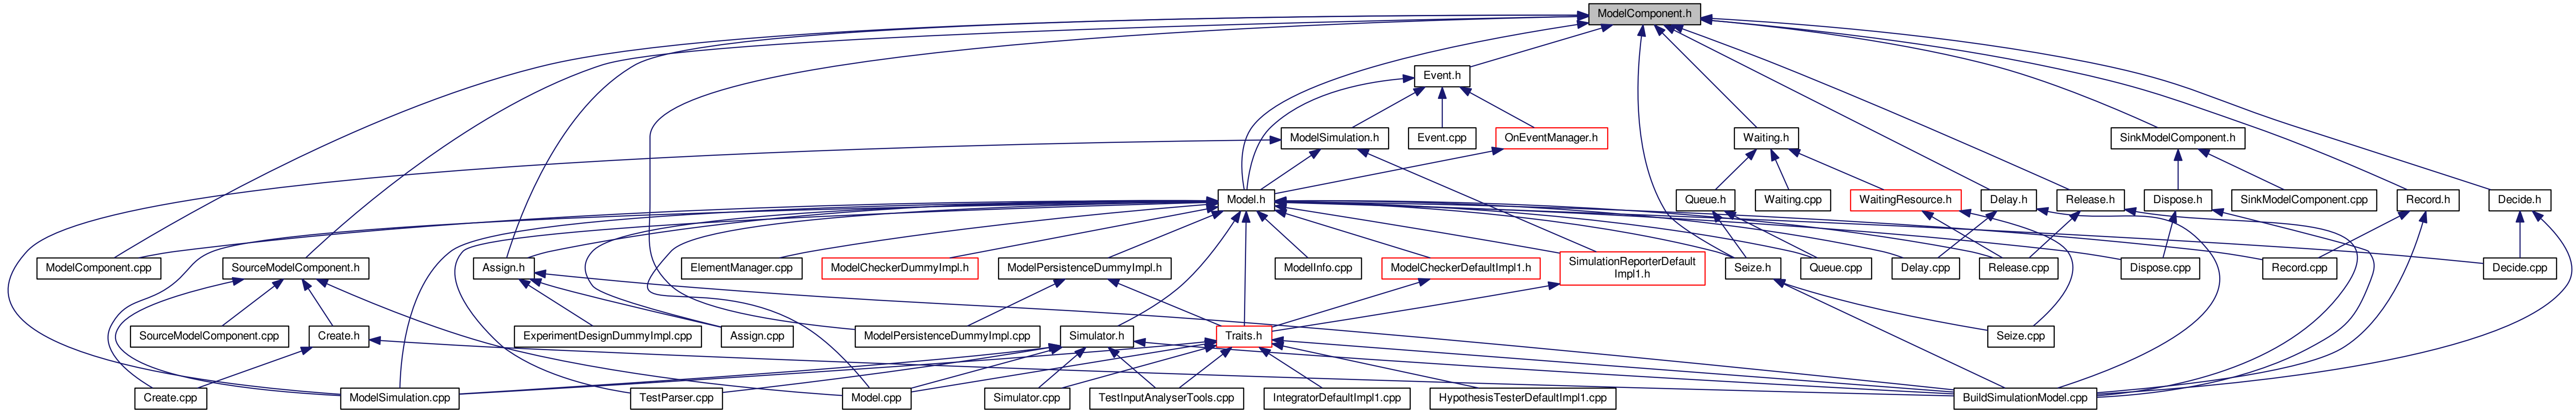 ModelComponent.h
Event.h
ModelSimulation.h
Event.cpp
OnEventManager.h
Waiting.h
SinkModelComponent.h
Model.h
Queue.h
Waiting.cpp
WaitingResource.h
Delay.h
Release.h
Dispose.h
SinkModelComponent.cpp
Record.h
Decide.h
ModelComponent.cpp
SourceModelComponent.h
Assign.h
ElementManager.cpp
ModelCheckerDummyImpl.h
ModelPersistenceDummyImpl.h
ModelInfo.cpp
ModelCheckerDefaultImpl1.h
SimulationReporterDefault
Impl1.h
Seize.h
Queue.cpp
Delay.cpp
Release.cpp
Dispose.cpp
Record.cpp
Decide.cpp
SourceModelComponent.cpp
Create.h
ExperimentDesignDummyImpl.cpp
Assign.cpp
ModelPersistenceDummyImpl.cpp
Simulator.h
Traits.h
Seize.cpp
Create.cpp
ModelSimulation.cpp
TestParser.cpp
Model.cpp
Simulator.cpp
TestInputAnalyserTools.cpp
IntegratorDefaultImpl1.cpp
HypothesisTesterDefaultImpl1.cpp
BuildSimulationModel.cpp